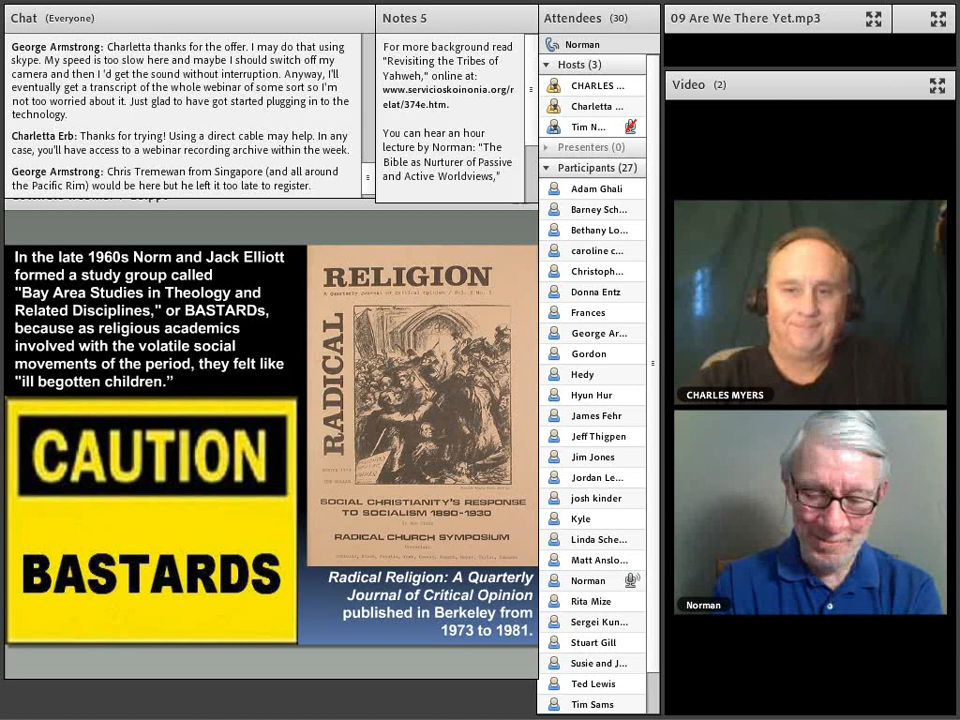 Chat (Everyone)
George Armstrong: Charletta thanks for the offer. I may do that using
skype. My speed is too slow here and maybe I should switch off my
camera and then I 'd get the sound without interruption. Anyway, I'll
eventually get a transcript of the whole webinar of some sort so I'm
not too worried about it. Just glad to have got started plugging in to the
technology.
Charletta Erb: Thanks for trying! Using a direct cable may help. In any
case, you'll have access to a webinar recording archive within the week.
George Armstrong: Chris Tremewan from Singapore (and all around
the Pacific Rim) would be here but he left it too late to register.
Notes 5
For more background read
"Revisiting the Tribes of
Yahweh," online at:
www.servicioskoinonia.org/r
elat/374e.htm.
You can hear an hour
lecture by Norman: "The
Bible as Nurturer of Passive
and Active Worldviews,"
In the late 1960s Norm and Jack Elliott
formed a study group called
"Bay Area Studies in Theology and
Related Disciplines," or BASTARDs,
because as religious academics
involved with the volatile social
movements of the period, they felt like
"ill begotten children."
CAUTION
BASTARDS
RELIGION
A quarterly journal of critical opinion / Vol. I No. 1
RADICAL
SOCIAL CHRISTIANITY'S RESPONSE
TO SOCIALISM 1890-1930
RADICAL CHURCH SYMPOSIUM
Radical Religion: A Quarterly
Journal of Critical Opinion
published in Berkeley from
1973 to 1981.
Attendees (30)
Norman
Hosts (3)
CHARLES ...
Charletta ...
Tim N...
Presenters (0)
Participants (27)
Adam Ghali
Barney Sch...
Bethany Lo...
caroline c...
Christoph...
Donna Entz
Frances
George Ar...
Gordon
Hedy
Hyun Hur
James Fehr
Jeff Thigpen
Jim Jones
Jordan Le...
josh kinder
Kyle
Linda Sche...
Matt Anslo...
Norman
Rita Mize
Sergei Kun...
Stuart Gill
Susie and J...
Ted Lewis
Tim Sams
09 Are We There Yet.mp3
Video (2)
CHARLES MYERS
Norman